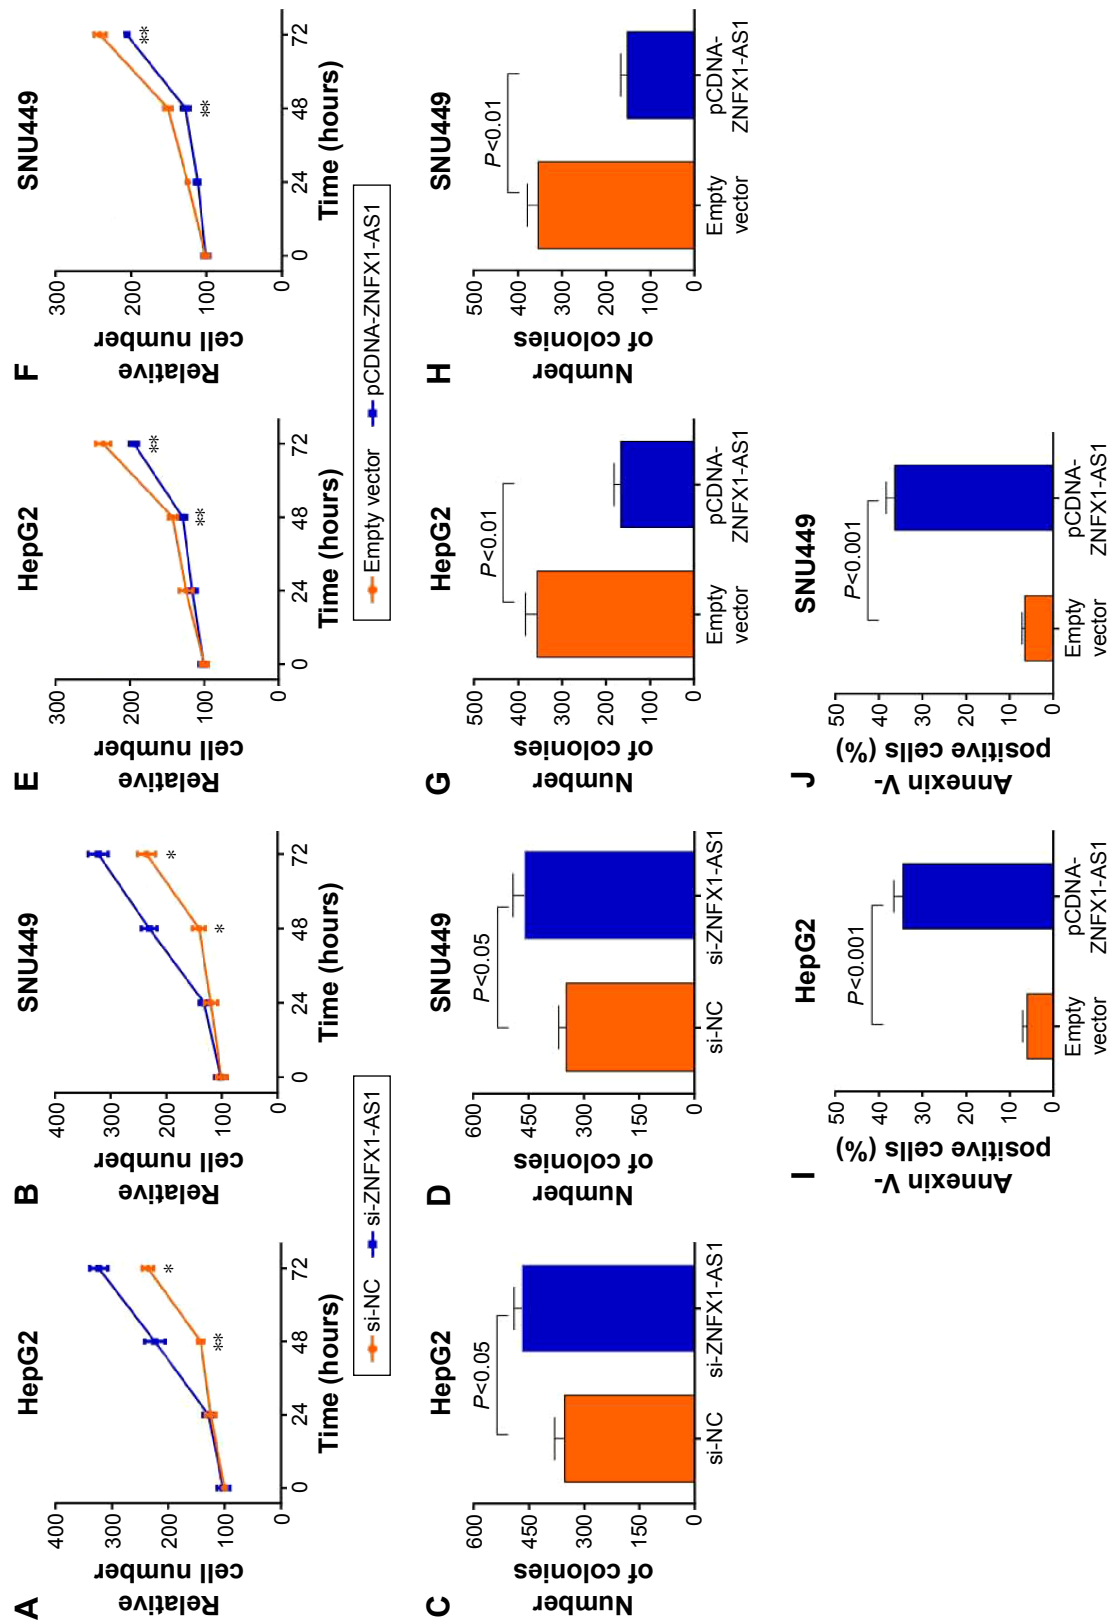 A
HepG2
Relative
cell number
400
300
200
100
0
0
24
48
72
*
**
Time (hours)
B
SNU449
Relative
cell number
400
300
200
100
0
0
24
48
72
*
*
Time (hours)
si-NC
si-ZNFX1-AS1
E
HepG2
Relative
cell number
300
200
100
0
0
24
48
72
**
**
Time (hours)
F
SNU449
Relative
cell number
300
200
100
0
0
24
48
72
**
**
Time (hours)
Empty vector
pCDNA-ZNFX1-AS1
C
HepG2
Number
of colonies
600
450
300
150
0
P<0.05
si-NC
si-ZNFX1-AS1
D
SNU449
Number
of colonies
600
450
300
150
0
P<0.05
si-NC
si-ZNFX1-AS1
G
HepG2
Number
of colonies
500
400
300
200
100
0
P<0.01
Empty
vector
pCDNA-
ZNFX1-AS1
H
SNU449
Number
of colonies
500
400
300
200
100
0
P<0.01
Empty
vector
pCDNA-
ZNFX1-AS1
I
HepG2
Annexin V-
positive cells (%)
50
40
30
20
10
0
P<0.001
Empty
vector
pCDNA-
ZNFX1-AS1
J
SNU449
Annexin V-
positive cells (%)
50
40
30
20
10
0
P<0.001
Empty
vector
pCDNA-
ZNFX1-AS1